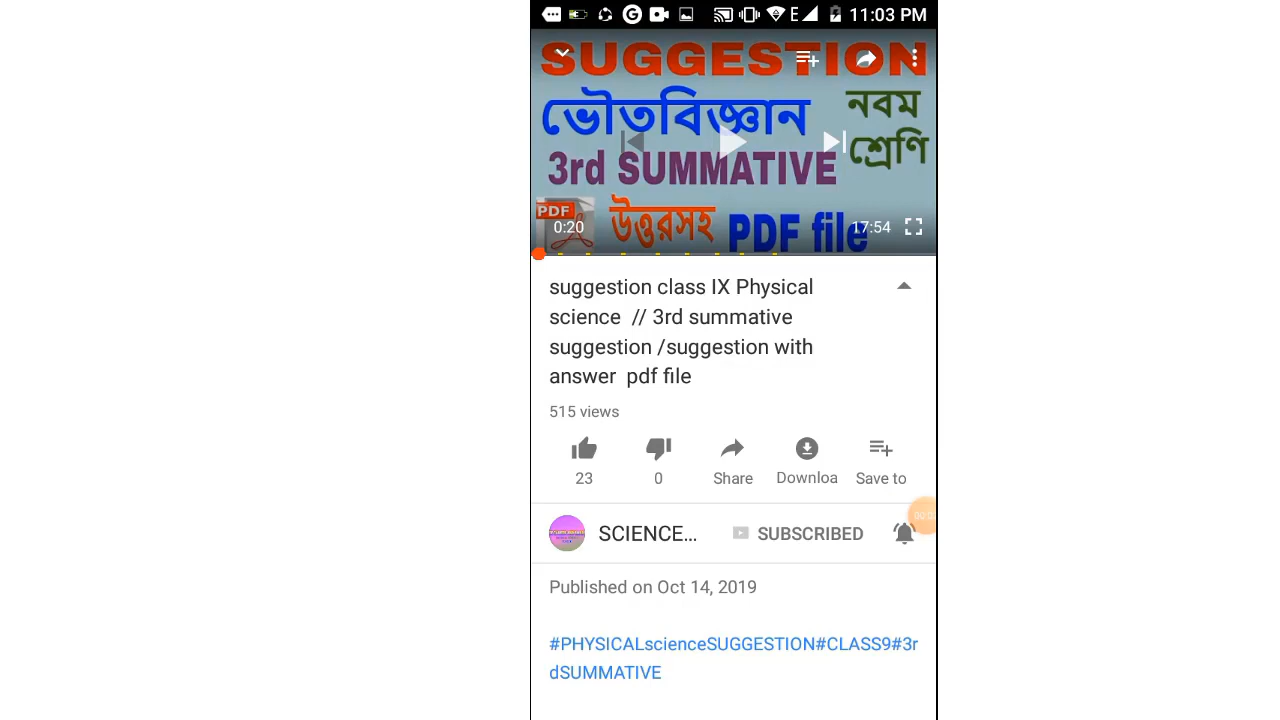 E 11:03 PM
SUGGESTION
ভৌতবিজ্ঞান
নবম
শ্রেণি
3rd SUMMATIVE
PDF
উত্তরসহ
PDF file
0:20
17:54
suggestion class IX Physical
science // 3rd summative
suggestion /suggestion with
answer pdf file
515 views
23
0
Share
Downloa
Save to
SCIENCE...
SUBSCRIBED
Published on Oct 14, 2019
#PHYSICALscienceSUGGESTION#CLASS9#3r
dSUMMATIVE